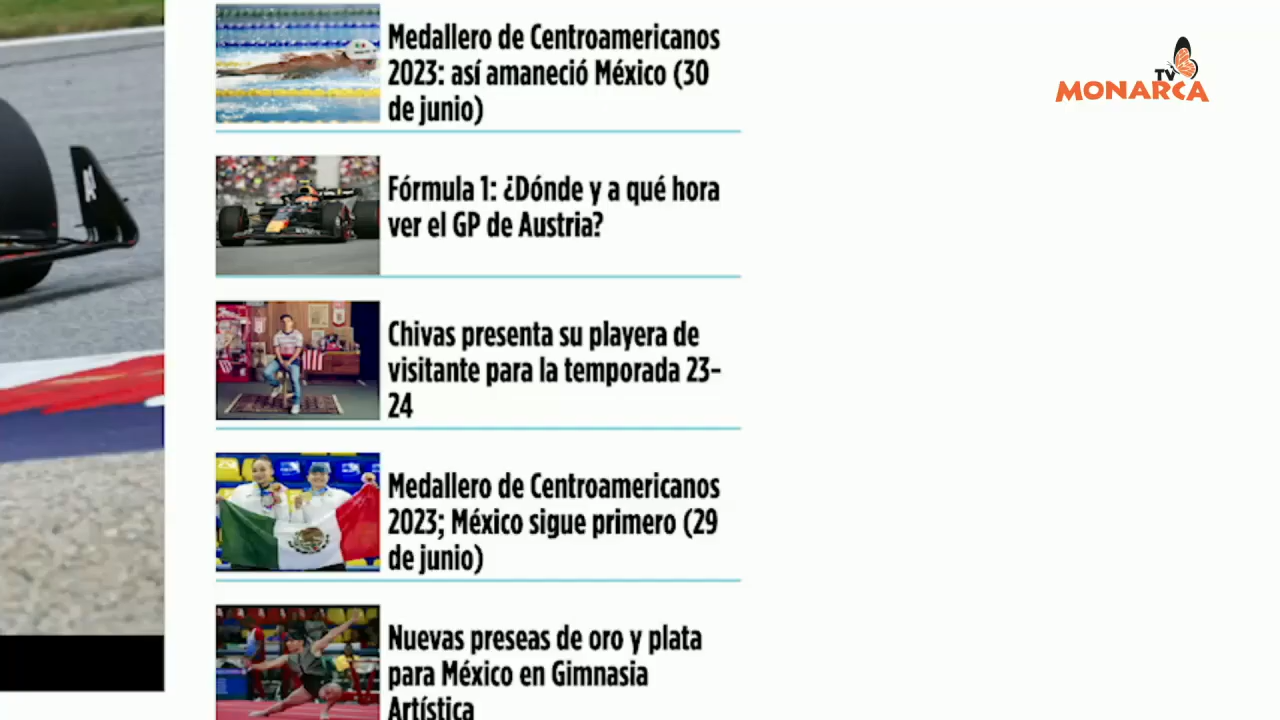 Medallero de Centroamericanos
2023: así amaneció México (30
de junio)
TV
MONARCA
Fórmula 1: ¿Dónde y a qué hora
ver el GP de Austria?
Chivas presenta su playera de
visitante para la temporada 23-
24
Medallero de Centroamericanos
2023; México sigue primero (29
de junio)
Nuevas preseas de oro y plata
para México en Gimnasia
Artística